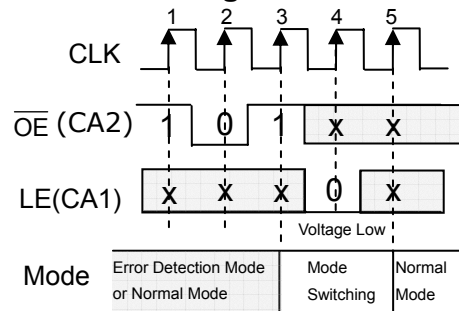 1 2 3 4 5
CLK
OE (CA2) 1 0 1 x x
LE(CA1) x x x 0 x
Voltage Low
Mode Error Detection Mode Mode Normal
or Normal Mode Switching Mode